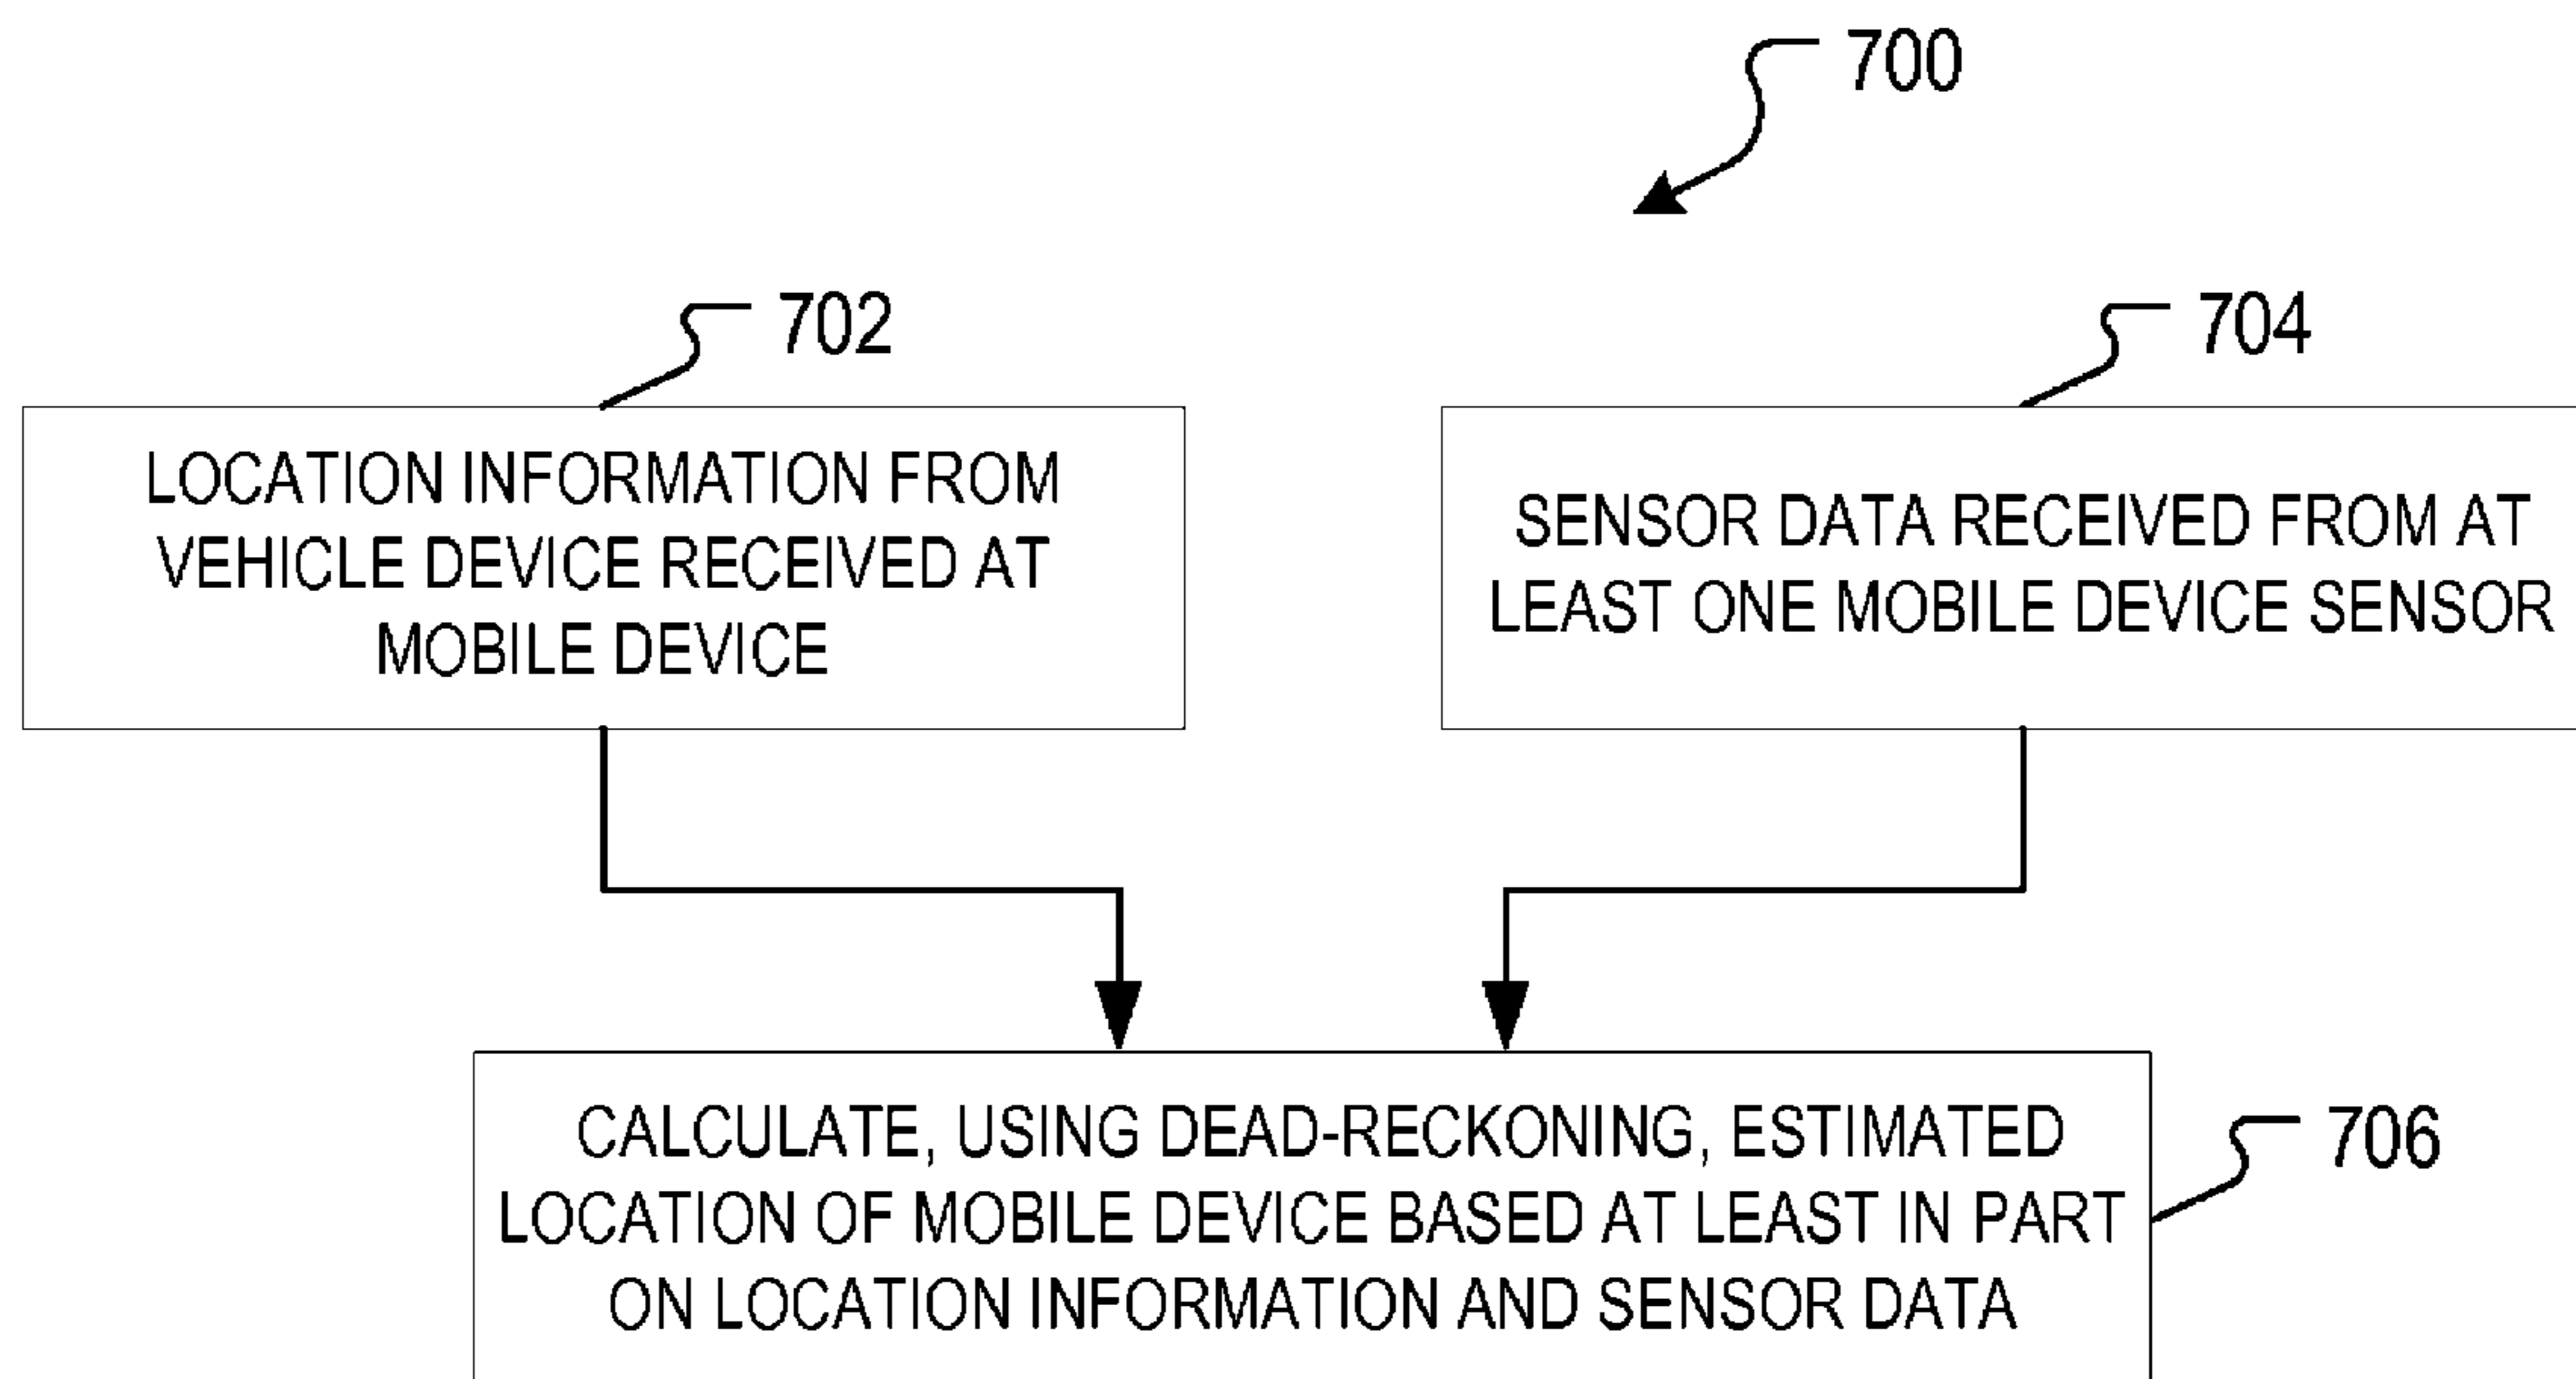 700
702
704
LOCATION INFORMATION FROM
VEHICLE DEVICE RECEIVED AT
MOBILE DEVICE
SENSOR DATA RECEIVED FROM AT
LEAST ONE MOBILE DEVICE SENSOR
CALCULATE, USING DEAD-RECKONING, ESTIMATED
LOCATION OF MOBILE DEVICE BASED AT LEAST IN PART
ON LOCATION INFORMATION AND SENSOR DATA
706